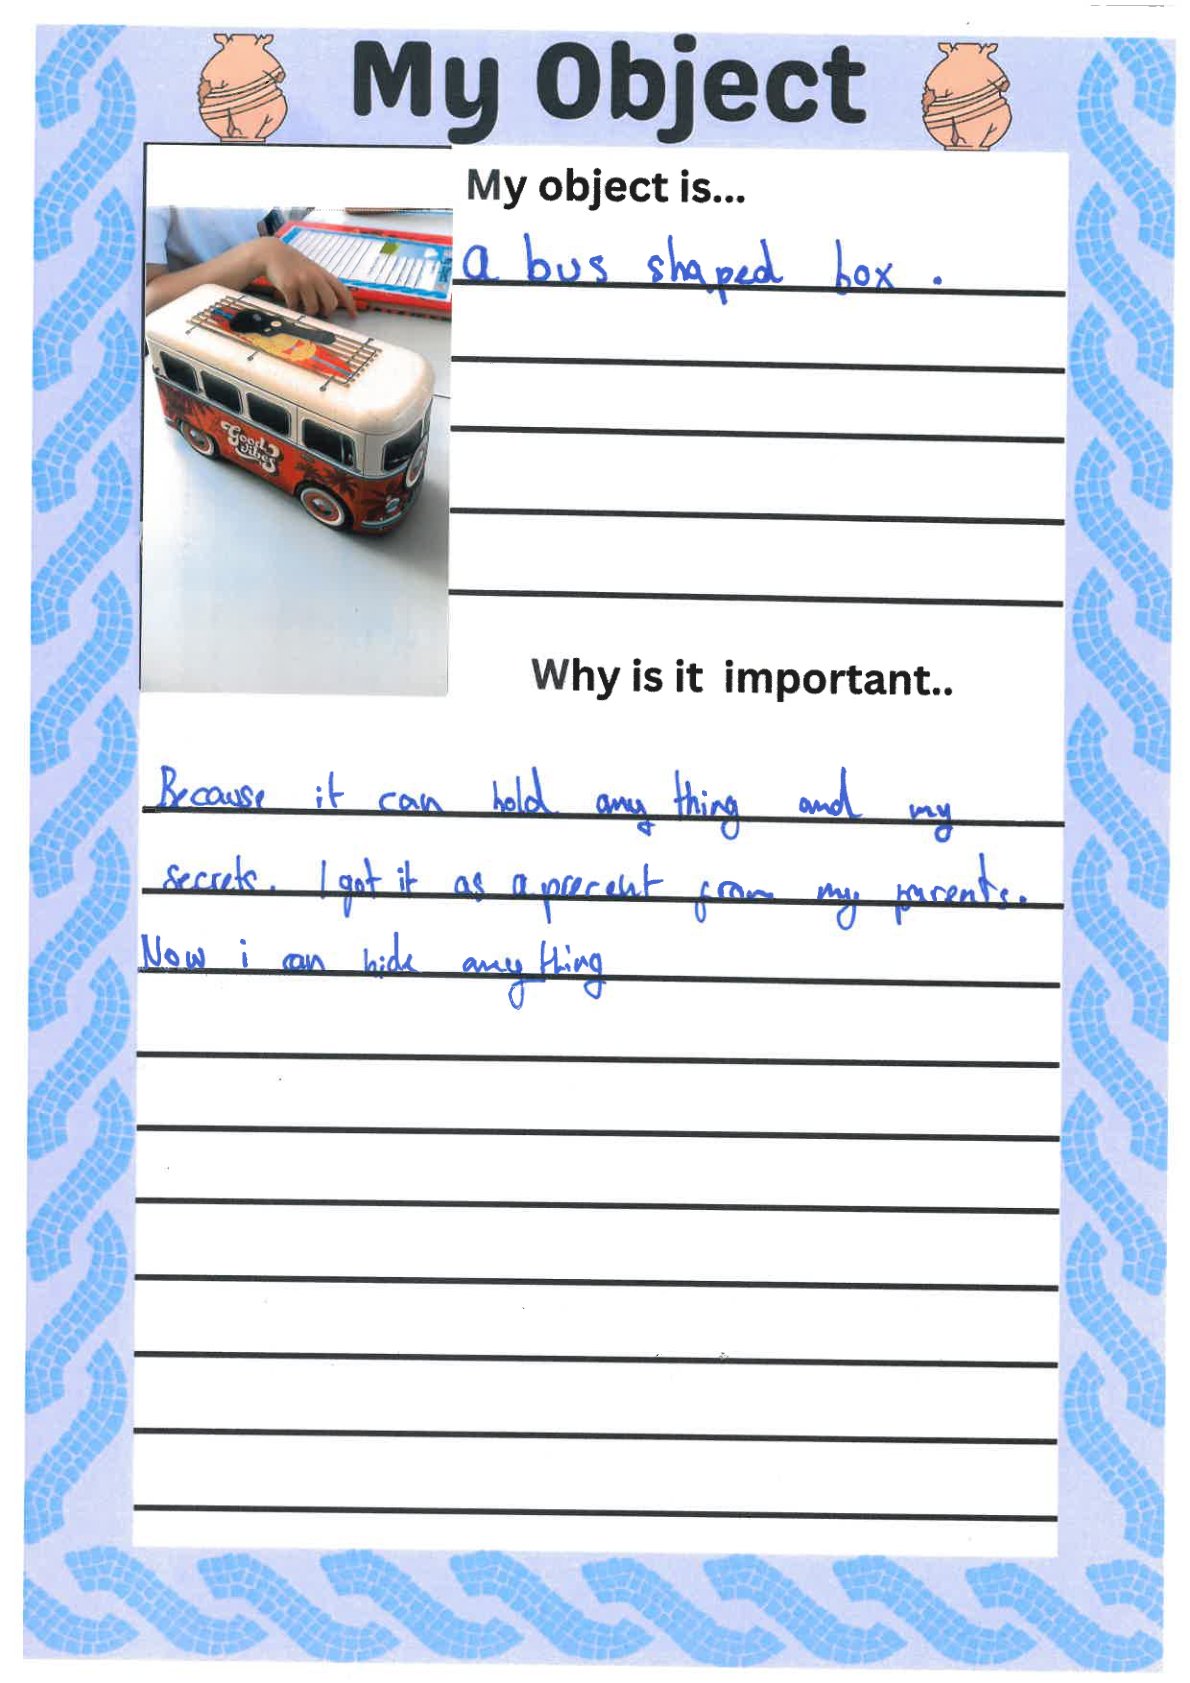 My Object
My object is...
a bus shaped box .
Good
vibes
Why is it important..
Because it can hold any thing and my
secrets. I got it as a precent from my parents.
Now i can hide any thing